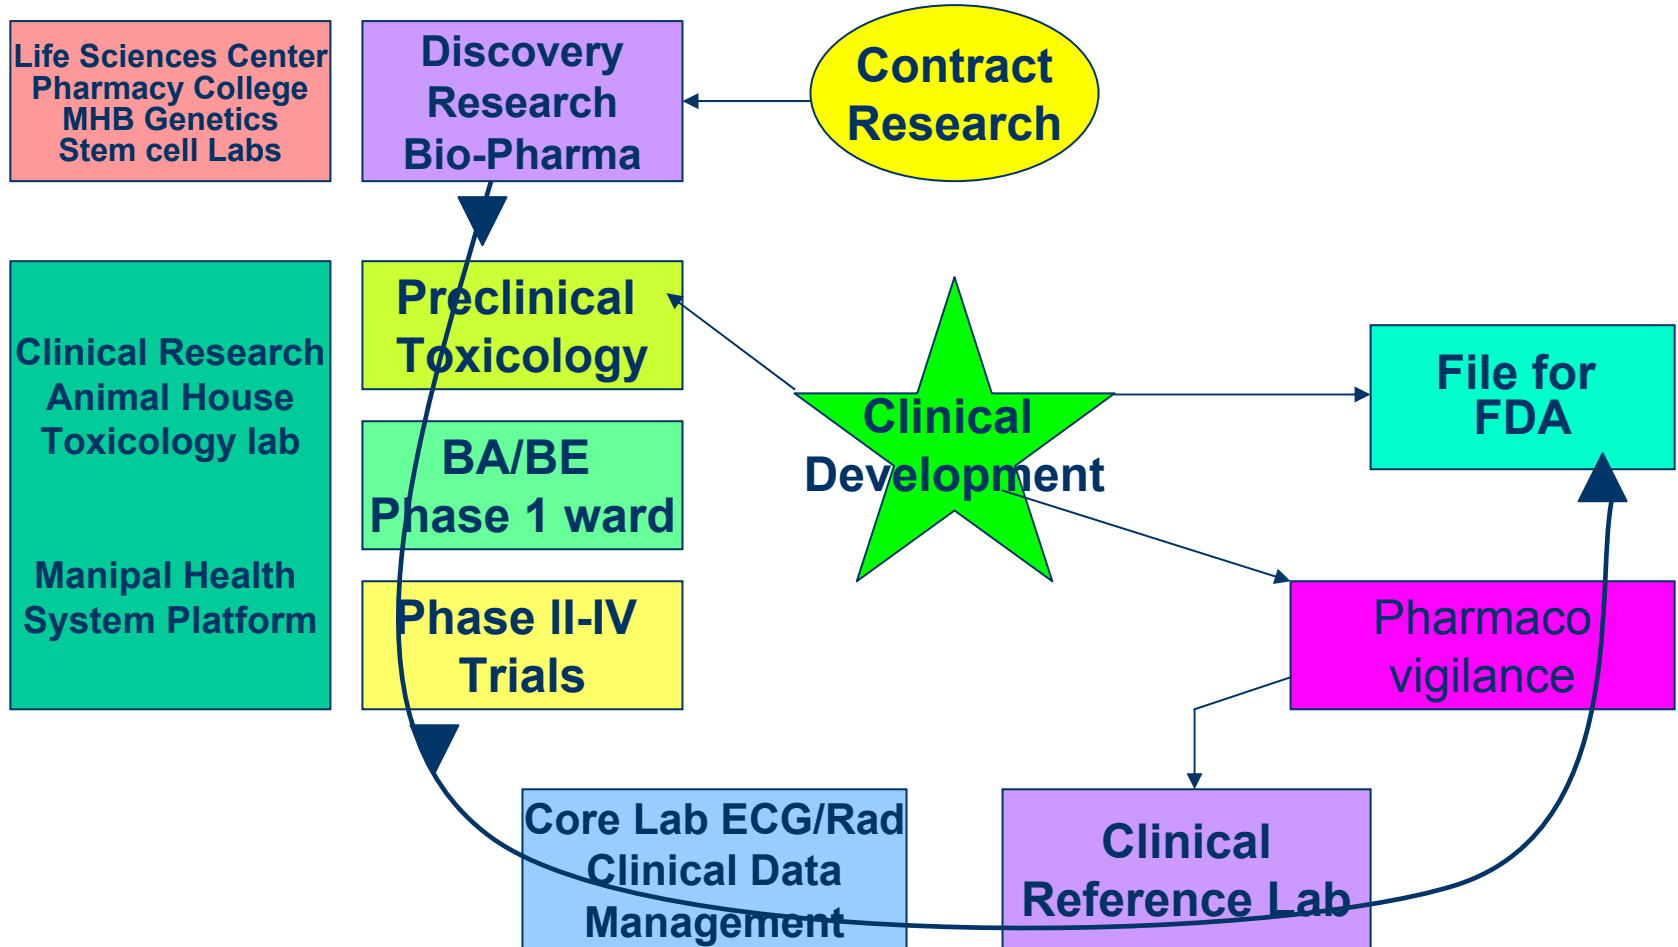 Life Sciences Center
Pharmacy College
MHB Genetics
Stem cell Labs
Discovery
Research
Bio-Pharma
Contract
Research
Clinical Research
Animal House
Toxicology lab
Manipal Health
System Platform
Preclinical
Toxicology
BA/BE
Phase 1 ward
Phase II-IV
Trials
Clinical
Development
File for
FDA
Pharmaco
vigilance
Core Lab ECG/Rad
Clinical Data
Management
Clinical
Reference Lab